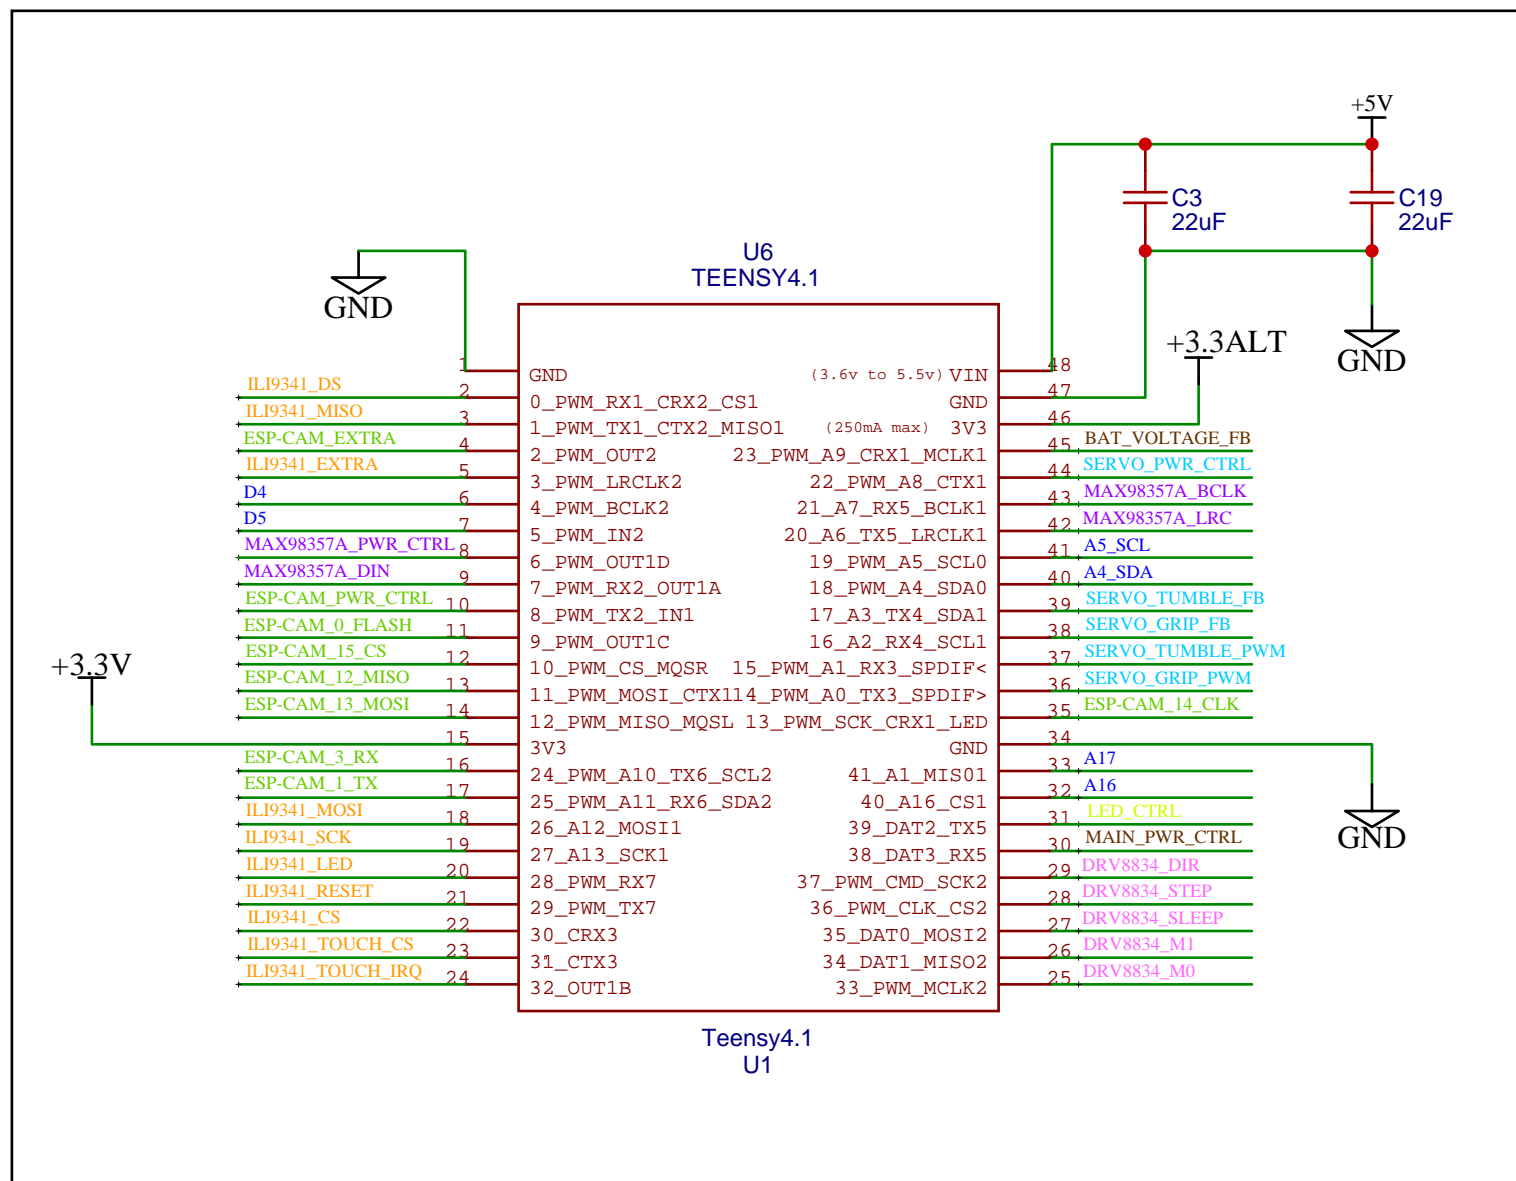 +5V
C3
22uF
C19
22uF
U6
TEENSY4.1
GND
GND
+3.3ALT
1 GND
(3.6v to 5.5v) VIN 48
ILI9341_DS 2 0_PWM_RX1_CRX2_CS1
GND 47
ILI9341_MISO 3 1_PWM_TX1_CTX2_MISO1
(250mA max) 3V3 46
ESP-CAM_EXTRA 4 2_PWM_OUT2
23_PWM_A9_CRX1_MCLK1 45 BAT_VOLTAGE_FB
ILI9341_EXTRA 5 3_PWM_LRCLK2
22_PWM_A8_CTX1 44 SERVO_PWR_CTRL
D4 6 4_PWM_BCLK2
21_A7_RX5_BCLK1 43 MAX98357A_BCLK
D5 7 5_PWM_IN2
20_A6_TX5_LRCLK1 42 MAX98357A_LRC
MAX98357A_PWR_CTRL 8 6_PWM_OUT1D
19_PWM_A5_SCL0 41 A5_SCL
MAX98357A_DIN 9 7_PWM_RX2_OUT1A
18_PWM_A4_SDA0 40 A4_SDA
ESP-CAM_PWR_CTRL 10 8_PWM_TX2_IN1
17_A3_TX4_SDA1 39 SERVO_TUMBLE_FB
ESP-CAM_0_FLASH 11 9_PWM_OUT1C
16_A2_RX4_SCL1 38 SERVO_GRIP_FB
ESP-CAM_15_CS 12 10_PWM_CS_MQSR
15_PWM_A1_RX3_SPDIF< 37 SERVO_TUMBLE_PWM
ESP-CAM_12_MISO 13 11_PWM_MOSI_CTX1
14_PWM_A0_TX3_SPDIF> 36 SERVO_GRIP_PWM
ESP-CAM_13_MOSI 14 12_PWM_MISO_MQSL
13_PWM_SCK_CRX1_LED 35 ESP-CAM_14_CLK
+3.3V
15 3V3
GND 34
ESP-CAM_3_RX 16 24_PWM_A10_TX6_SCL2
41_A1_MIS01 33 A17
ESP-CAM_1_TX 17 25_PWM_A11_RX6_SDA2
40_A16_CS1 32 A16
ILI9341_MOSI 18 26_A12_MOSI1
39_DAT2_TX5 31 LED_CTRL
GND
ILI9341_SCK 19 27_A13_SCK1
38_DAT3_RX5 30 MAIN_PWR_CTRL
ILI9341_LED 20 28_PWM_RX7
37_PWM_CMD_SCK2 29 DRV8834_DIR
ILI9341_RESET 21 29_PWM_TX7
36_PWM_CLK_CS2 28 DRV8834_STEP
ILI9341_CS 22 30_CRX3
35_DAT0_MOSI2 27 DRV8834_SLEEP
ILI9341_TOUCH_CS 23 31_CTX3
34_DAT1_MISO2 26 DRV8834_M1
ILI9341_TOUCH_IRQ 24 32_OUT1B
33_PWM_MCLK2 25 DRV8834_M0
Teensy4.1
U1